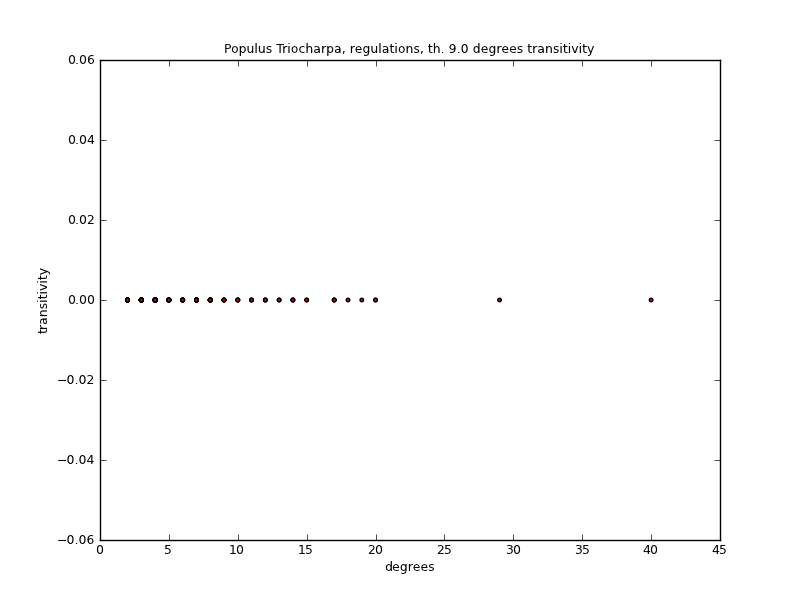 Populus Triocharpa, regulations, th. 9.0 degrees transitivity
0.06
0.04
0.02
0.00
−0.02
−0.04
−0.06
transitivity
0 5 10 15 20 25 30 35 40 45
degrees